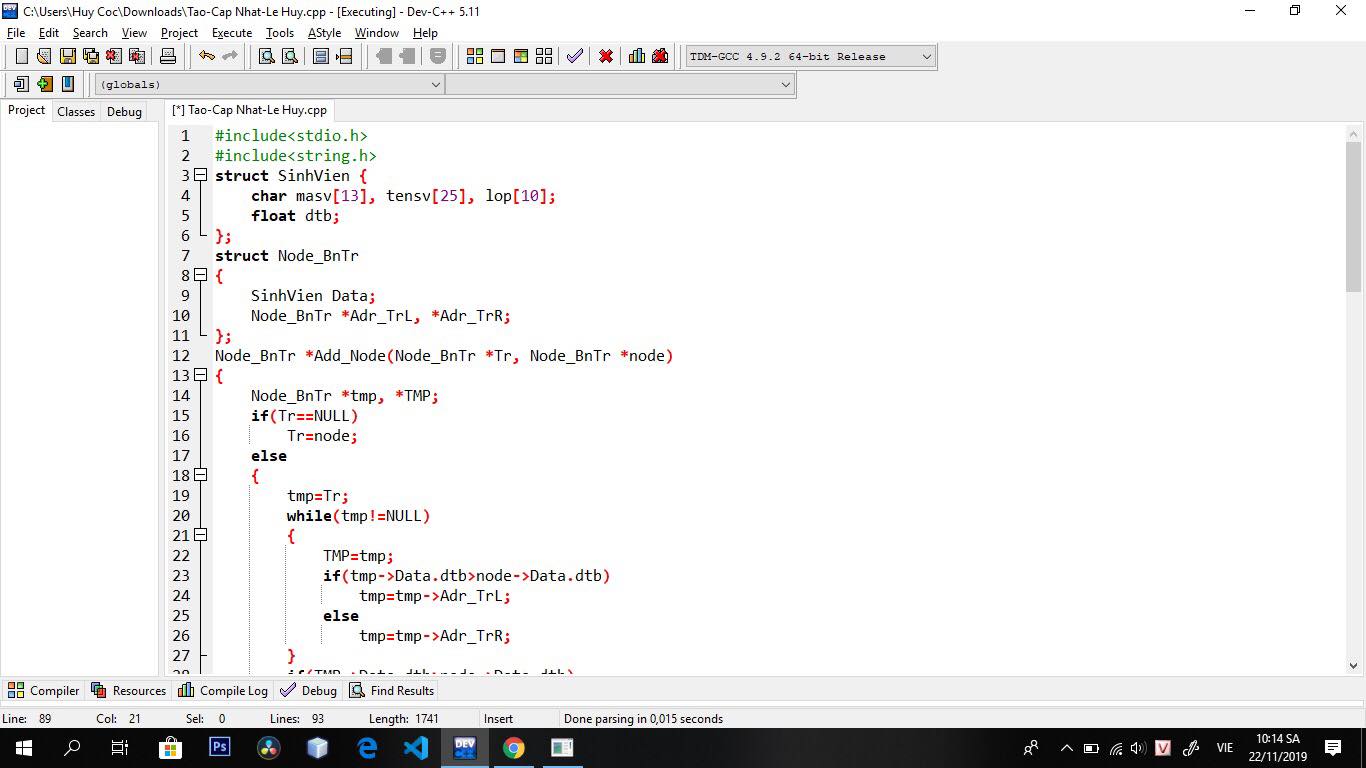 C:\Users\Huy Coc\Downloads\Tao-Cap Nhat-Le Huy.cpp - [Executing] - Dev-C++ 5.11
File Edit Search View Project Execute Tools AStyle Window Help
TDM-GCC 4.9.2 64-bit Release
(globals)
Project Classes Debug [*] Tao-Cap Nhat-Le Huy.cpp
1 #include<stdio.h>
2 #include<string.h>
3 struct SinhVien {
4 char masv[13], tensv[25], lop[10];
5 float dtb;
6 };
7 struct Node_BnTr
8 {
9 SinhVien Data;
10 Node_BnTr *Adr_TrL, *Adr_TrR;
11 };
12 Node_BnTr *Add_Node(Node_BnTr *Tr, Node_BnTr *node)
13 {
14 Node_BnTr *tmp, *TMP;
15 if(Tr==NULL)
16 Tr=node;
17 else
18 {
19 tmp=Tr;
20 while(tmp!=NULL)
21 {
22 TMP=tmp;
23 if(tmp->Data.dtb>node->Data.dtb)
24 tmp=tmp->Adr_TrL;
25 else
26 tmp=tmp->Adr_TrR;
27 }
Compiler Resources Compile Log Debug Find Results
Line: 89 Col: 21 Sel: 0 Lines: 93 Length: 1741 Insert Done parsing in 0,015 seconds
Ps DEV V VIE 10:14 SA
22/11/2019